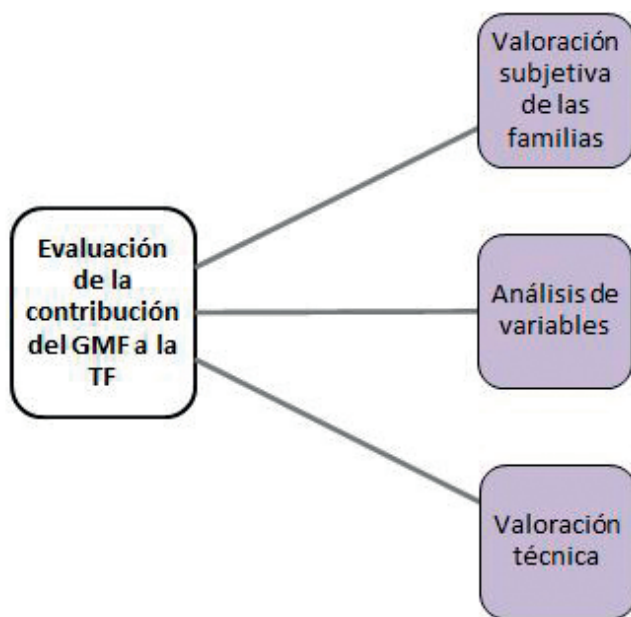 Valoración
subjetiva
de las
familias
Evaluación
de la
contribución
del GMF a la
TF
Análisis de
variables
Valoración
técnica